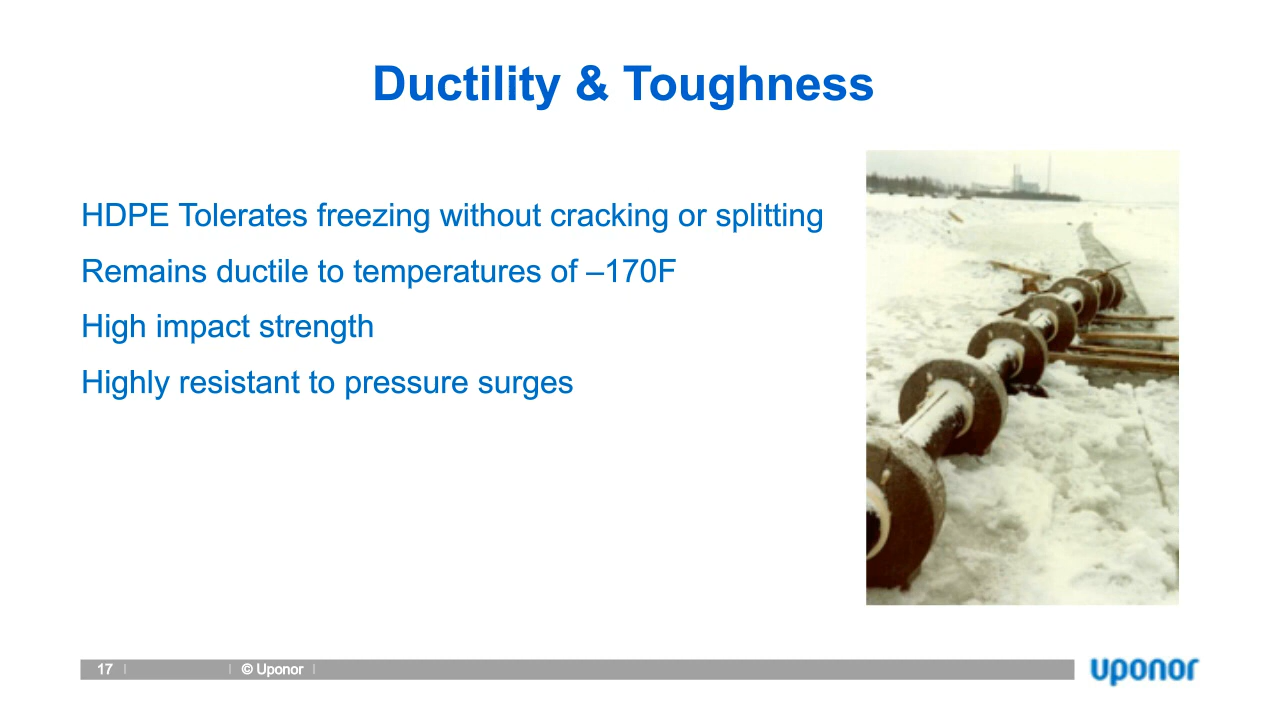 Ductility & Toughness
HDPE Tolerates freezing without cracking or splitting
Remains ductile to temperatures of –170F
High impact strength
Highly resistant to pressure surges
17 | | © Uponor |
uponor